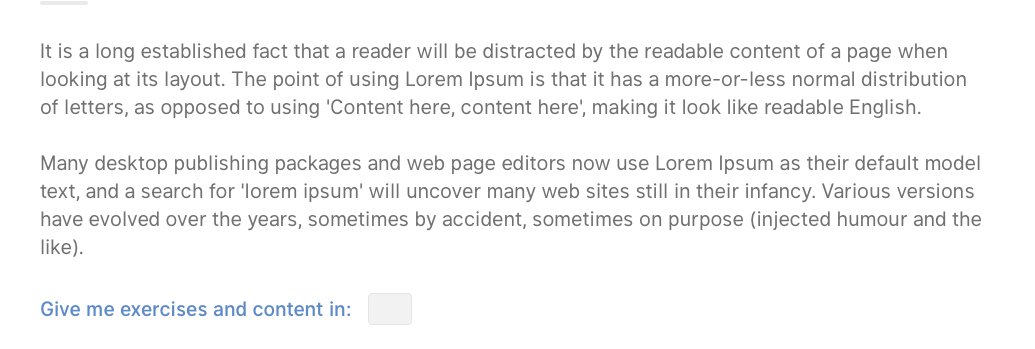 It is a long established fact that a reader will be distracted by the readable content of a page when
looking at its layout. The point of using Lorem Ipsum is that it has a more-or-less normal distribution
of letters, as opposed to using 'Content here, content here', making it look like readable English.
Many desktop publishing packages and web page editors now use Lorem Ipsum as their default model
text, and a search for 'lorem ipsum' will uncover many web sites still in their infancy. Various versions
have evolved over the years, sometimes by accident, sometimes on purpose (injected humour and the
like).
Give me exercises and content in: